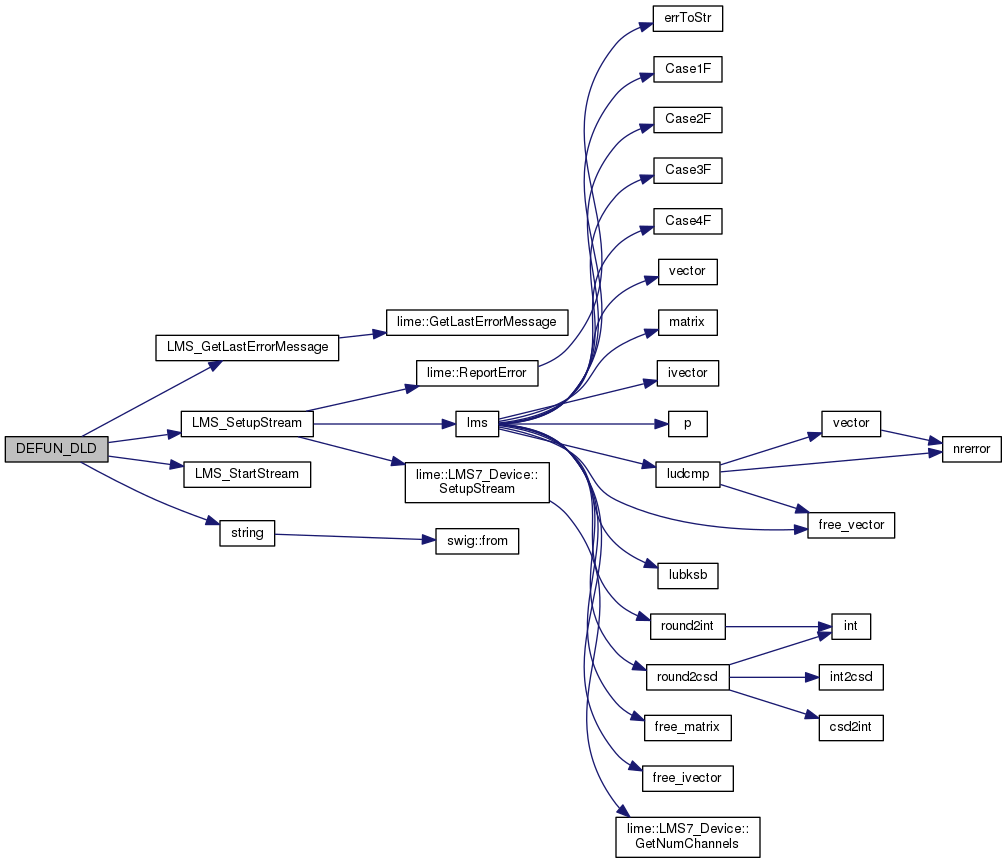 errToStr
Case1F
Case2F
Case3F
Case4F
vector
lime::GetLastErrorMessage
matrix
LMS_GetLastErrorMessage
lime::ReportError
ivector
LMS_SetupStream
lms
p
vector
DEFUN_DLD
nrerror
LMS_StartStream
lime::LMS7_Device::
SetupStream
ludcmp
string
swig::from
free_vector
lubksb
round2int
int
round2csd
int2csd
free_matrix
csd2int
free_ivector
lime::LMS7_Device::
GetNumChannels